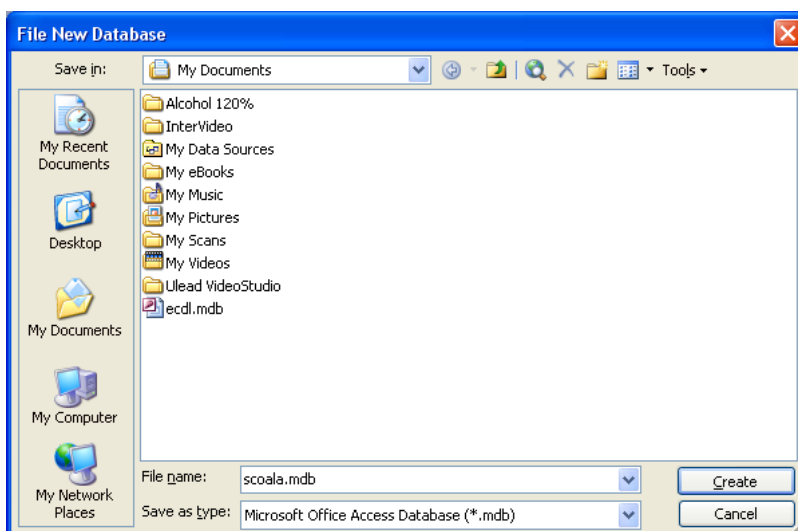 File New Database
Save in:
My Documents
Tools
My Recent
Documents
Desktop
My Documents
My Computer
My Network
Places
Alcohol 120%
InterVideo
My Data Sources
My eBooks
My Music
My Pictures
My Scans
My Videos
Ulead VideoStudio
ecdl.mdb
File name:
scoala.mdb
Create
Save as type:
Microsoft Office Access Database (*.mdb)
Cancel